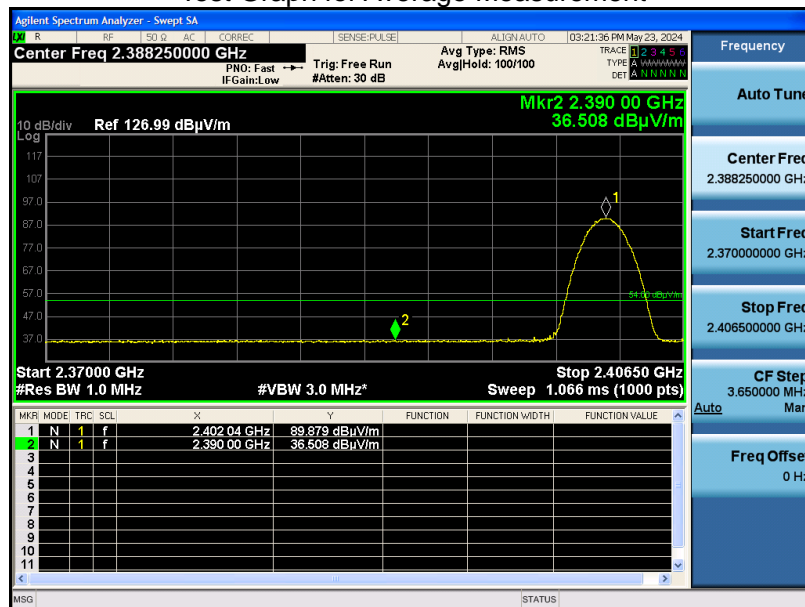 Test Graph for Average Measurement
Agilent Spectrum Analyzer - Swept SA
LXI R RF 50 Ω AC CORREC SENSE:PULSE ALIGN AUTO 03:21:36 PM May 23, 2024
Center Freq 2.388250000 GHz
PNO: Fast
IFGain:Low
Trig: Free Run
#Atten: 30 dB
Avg Type: RMS
Avg|Hold: 100/100
TRACE 1 2 3 4 5 6
TYPE A WWWWW
DET A N N N N N
Mkr2 2.390 00 GHz
36.508 dBµV/m
10 dB/div Ref 126.99 dBµV/m
Log
117
107
97.0
87.0
77.0
67.0
57.0
47.0
37.0
1
2
54.00 dBµV/m
Start 2.37000 GHz Stop 2.40650 GHz
#Res BW 1.0 MHz #VBW 3.0 MHz* Sweep 1.066 ms (1000 pts)
MKR MODE TRC SCL X Y FUNCTION FUNCTION WIDTH FUNCTION VALUE
1 N 1 f 2.402 04 GHz 89.879 dBµV/m
2 N 1 f 2.390 00 GHz 36.508 dBµV/m
3
4
5
6
7
8
9
10
11
MSG STATUS
Frequency
Auto Tune
Center Freq
2.388250000 GHz
Start Freq
2.370000000 GHz
Stop Freq
2.406500000 GHz
CF Step
3.650000 MHz
Auto Man
Freq Offset
0 Hz